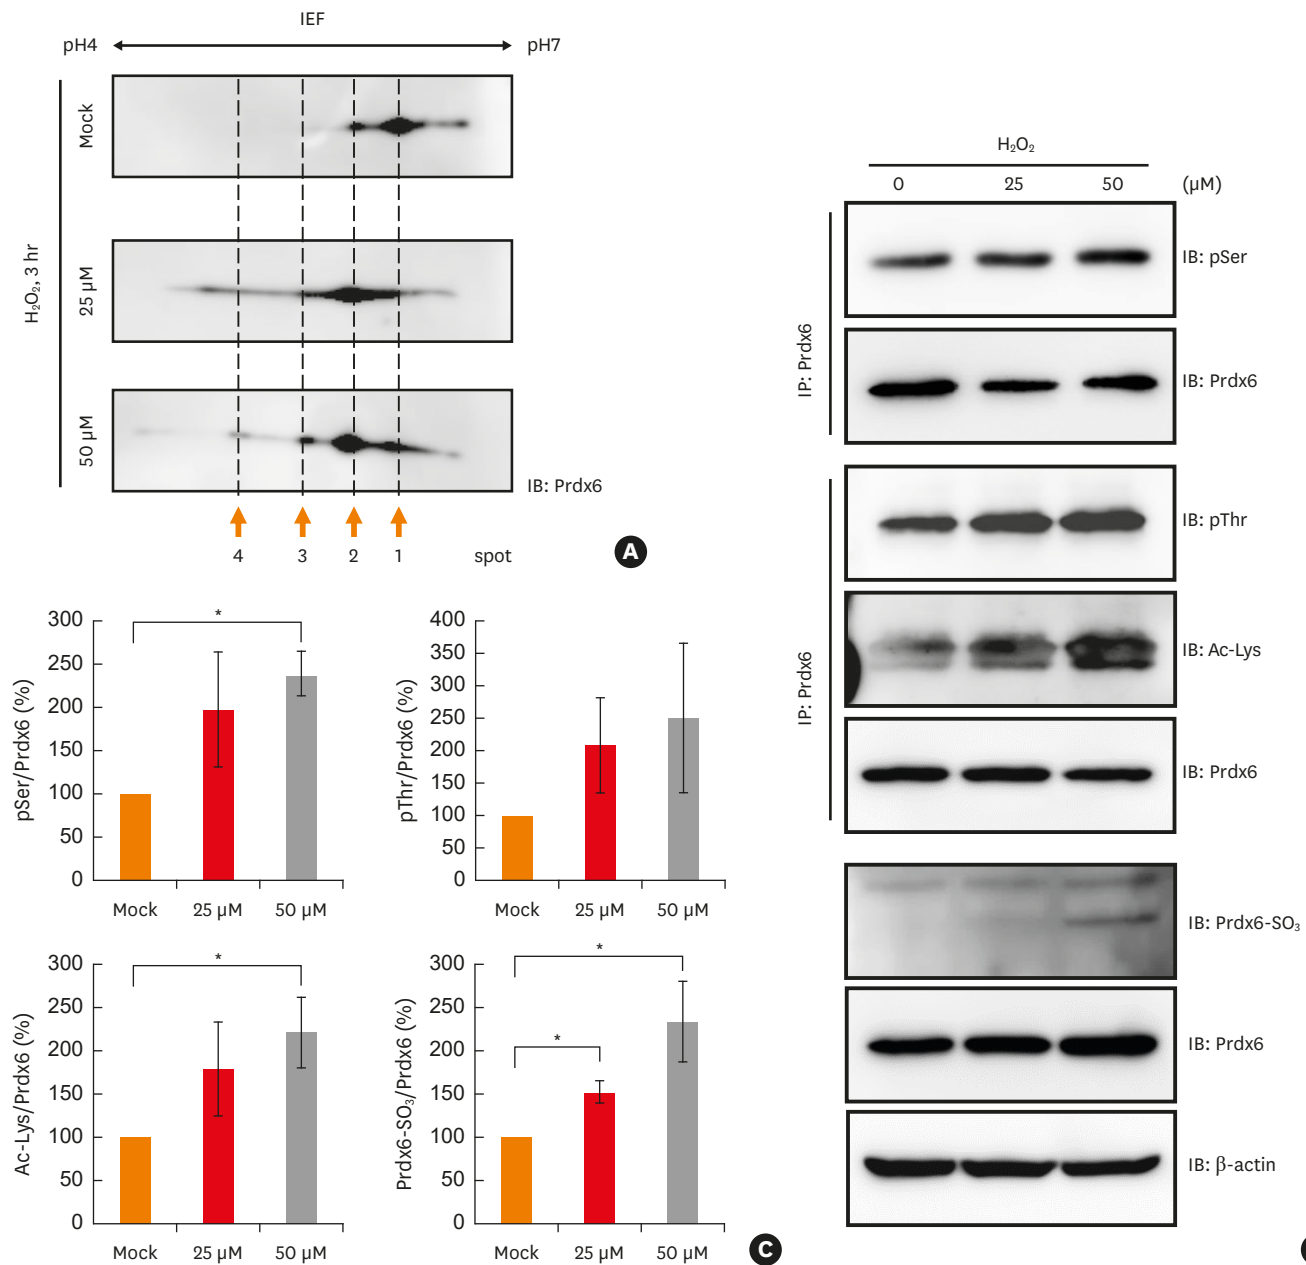 IEF
pH4 pH7
H₂O₂, 3 hr
Mock
25 µM
50 µM
IB: Prdx6
4 3 2 1 spot
A
H₂O₂
0 25 50 (µM)
IP: Prdx6
IB: pSer
IB: Prdx6
IP: Prdx6
IB: pThr
IB: Ac-Lys
IB: Prdx6
IB: Prdx6-SO₃
IB: Prdx6
IB: β-actin
pSer/Prdx6 (%)
300
250
200
150
100
50
0
*
Mock 25 µM 50 µM
pThr/Prdx6 (%)
400
350
300
250
200
150
100
50
0
Mock 25 µM 50 µM
Ac-Lys/Prdx6 (%)
300
250
200
150
100
50
0
*
Mock 25 µM 50 µM
Prdx6-SO₃/Prdx6 (%)
300
250
200
150
100
50
0
*
*
Mock 25 µM 50 µM
C